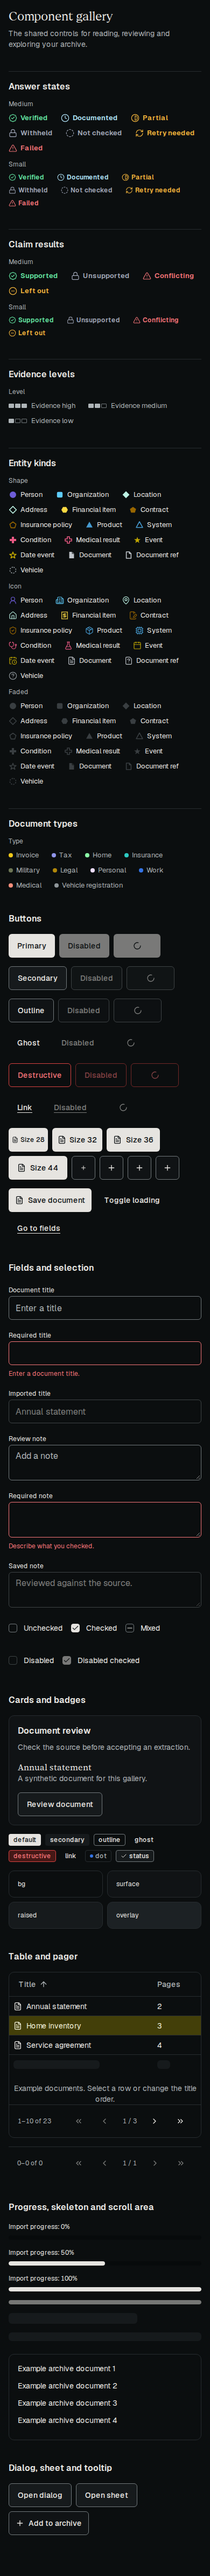 Component gallery
The shared controls for reading, reviewing and
exploring your archive.
Answer states
Medium
Verified Documented Partial
Withheld Not checked Retry needed
Failed
Small
Verified Documented Partial
Withheld Not checked Retry needed
Failed
Claim results
Medium
Supported Unsupported Conflicting
Left out
Small
Supported Unsupported Conflicting
Left out
Evidence levels
Level
Evidence high Evidence medium
Evidence low
Entity kinds
Shape
Person Organization Location
Address Financial item Contract
Insurance policy Product System
Condition Medical result Event
Date event Document Document ref
Vehicle
Icon
Person Organization Location
Address Financial item Contract
Insurance policy Product System
Condition Medical result Event
Date event Document Document ref
Vehicle
Faded
Person Organization Location
Address Financial item Contract
Insurance policy Product System
Condition Medical result Event
Date event Document Document ref
Vehicle
Document types
Type
Invoice Tax Home Insurance
Military Legal Personal Work
Medical Vehicle registration
Buttons
Primary Disabled
Secondary Disabled
Outline Disabled
Ghost Disabled
Destructive Disabled
Link Disabled
Size 28 Size 32 Size 36
Size 44
Save document Toggle loading
Go to fields
Fields and selection
Document title
Enter a title
Required title
Enter a document title.
Imported title
Annual statement
Review note
Add a note
Required note
Describe what you checked.
Saved note
Reviewed against the source.
Unchecked Checked Mixed
Disabled Disabled checked
Cards and badges
Document review
Check the source before accepting an extraction.
Annual statement
A synthetic document for this gallery.
Review document
default secondary outline ghost
destructive link dot status
bg surface
raised overlay
Table and pager
Title Pages
Annual statement 2
Home inventory 3
Service agreement 4
Example documents. Select a row or change the title
order.
1–10 of 23 1 / 3
0–0 of 0 1 / 1
Progress, skeleton and scroll area
Import progress: 0%
Import progress: 50%
Import progress: 100%
Example archive document 1
Example archive document 2
Example archive document 3
Example archive document 4
Dialog, sheet and tooltip
Open dialog Open sheet
Add to archive